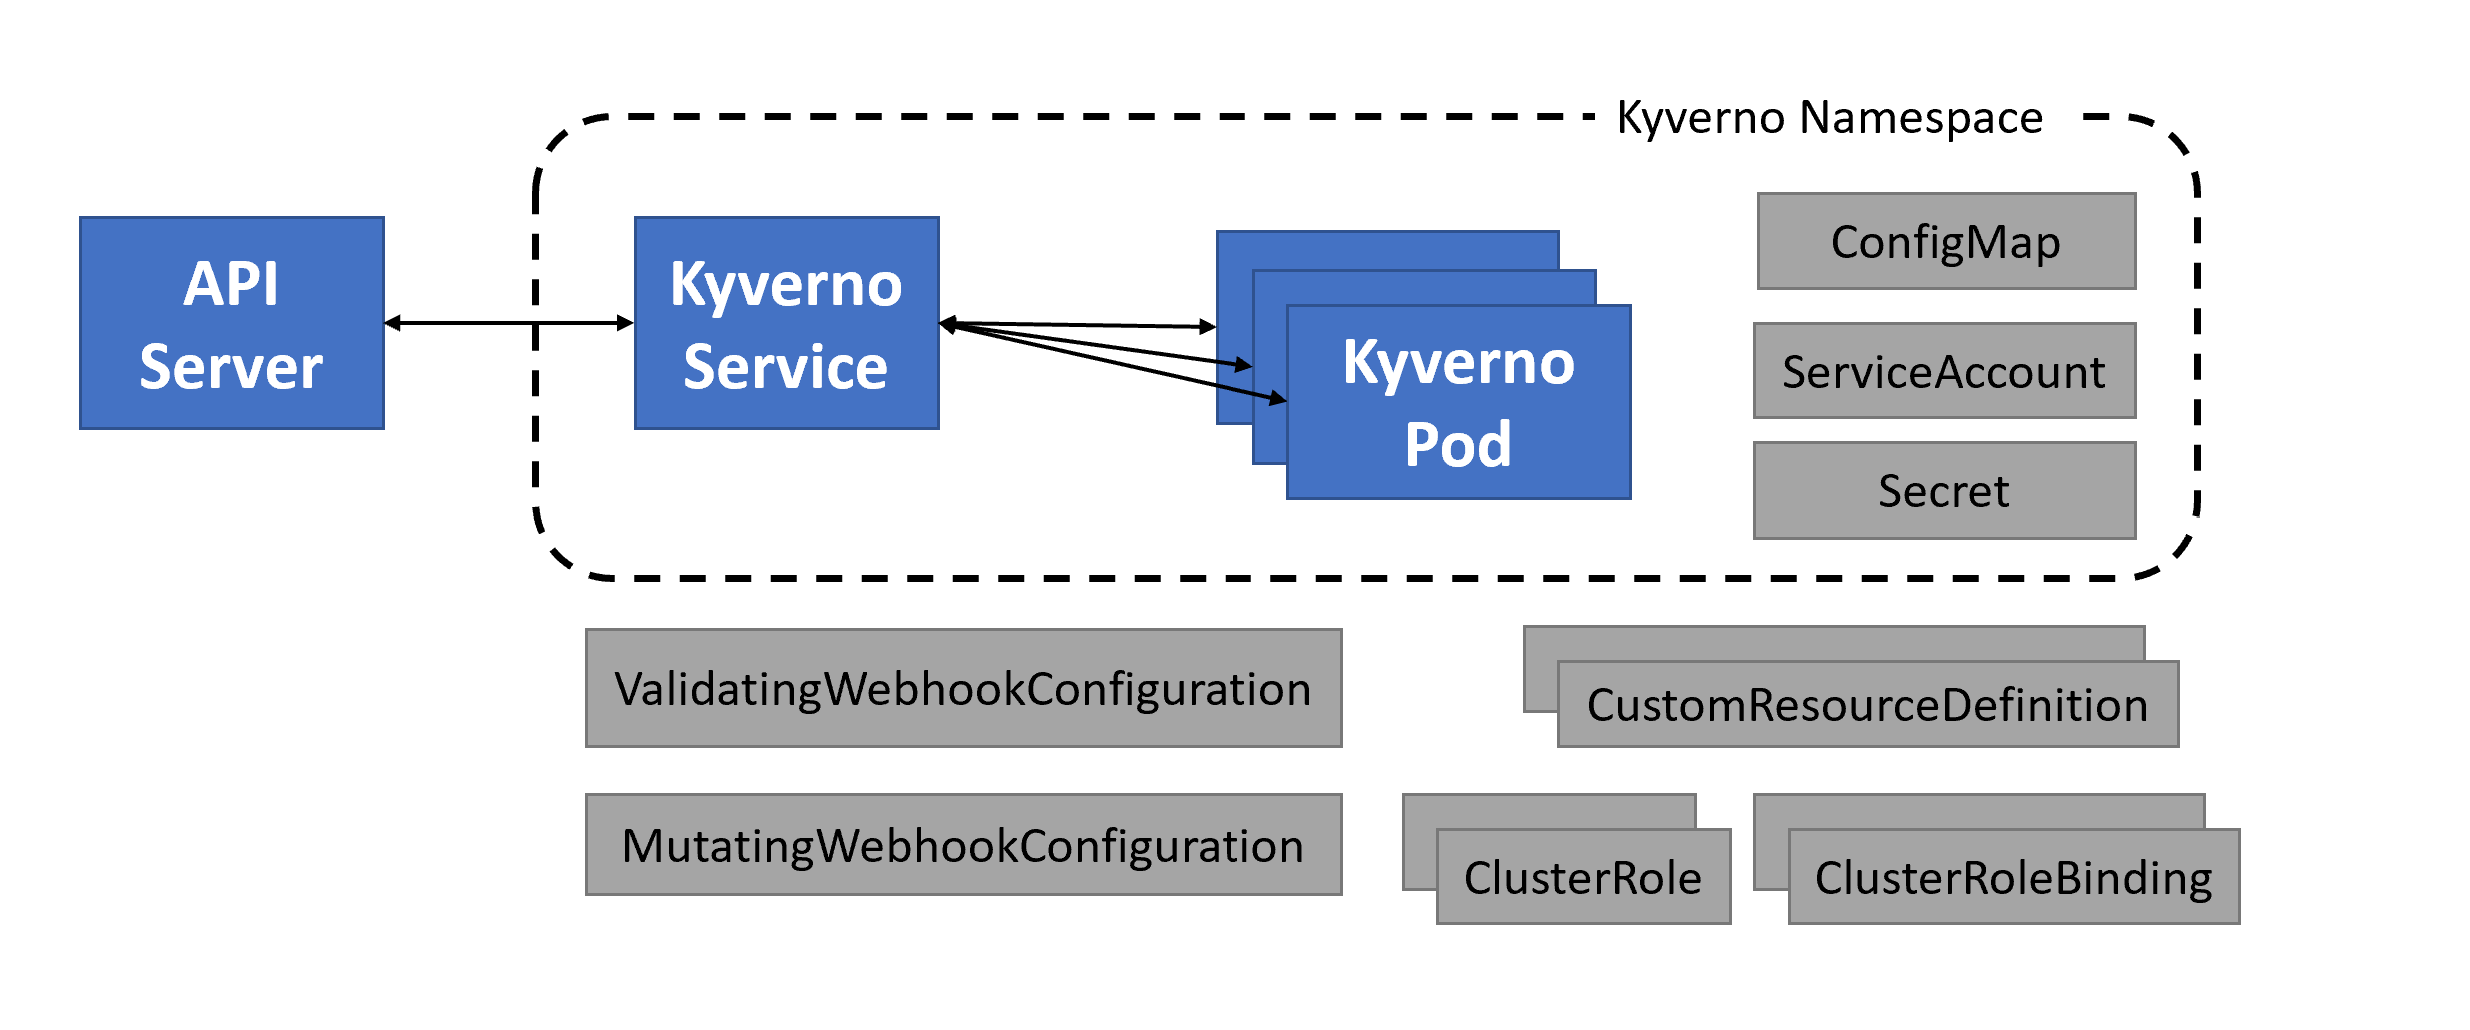 Kyverno Namespace
API
Server
Kyverno
Service
Kyverno
Pod
ConfigMap
ServiceAccount
Secret
ValidatingWebhookConfiguration
CustomResourceDefinition
MutatingWebhookConfiguration
ClusterRole
ClusterRoleBinding